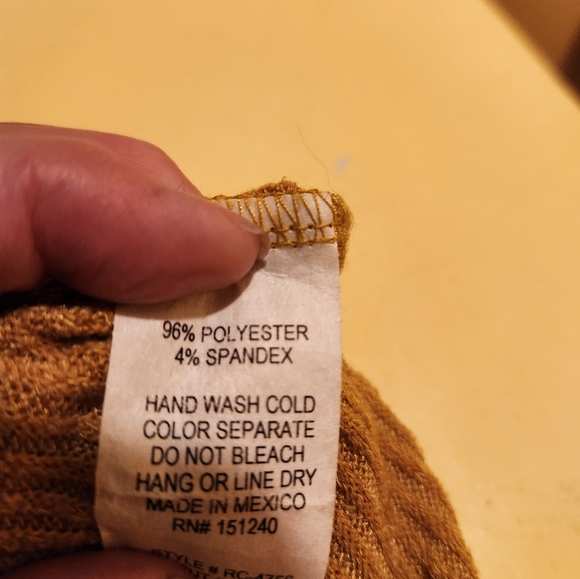 96% POLYESTER
4% SPANDEX
HAND WASH COLD
COLOR SEPARATE
DO NOT BLEACH
HANG OR LINE DRY
MADE IN MEXICO
RN# 151240
STYLE #